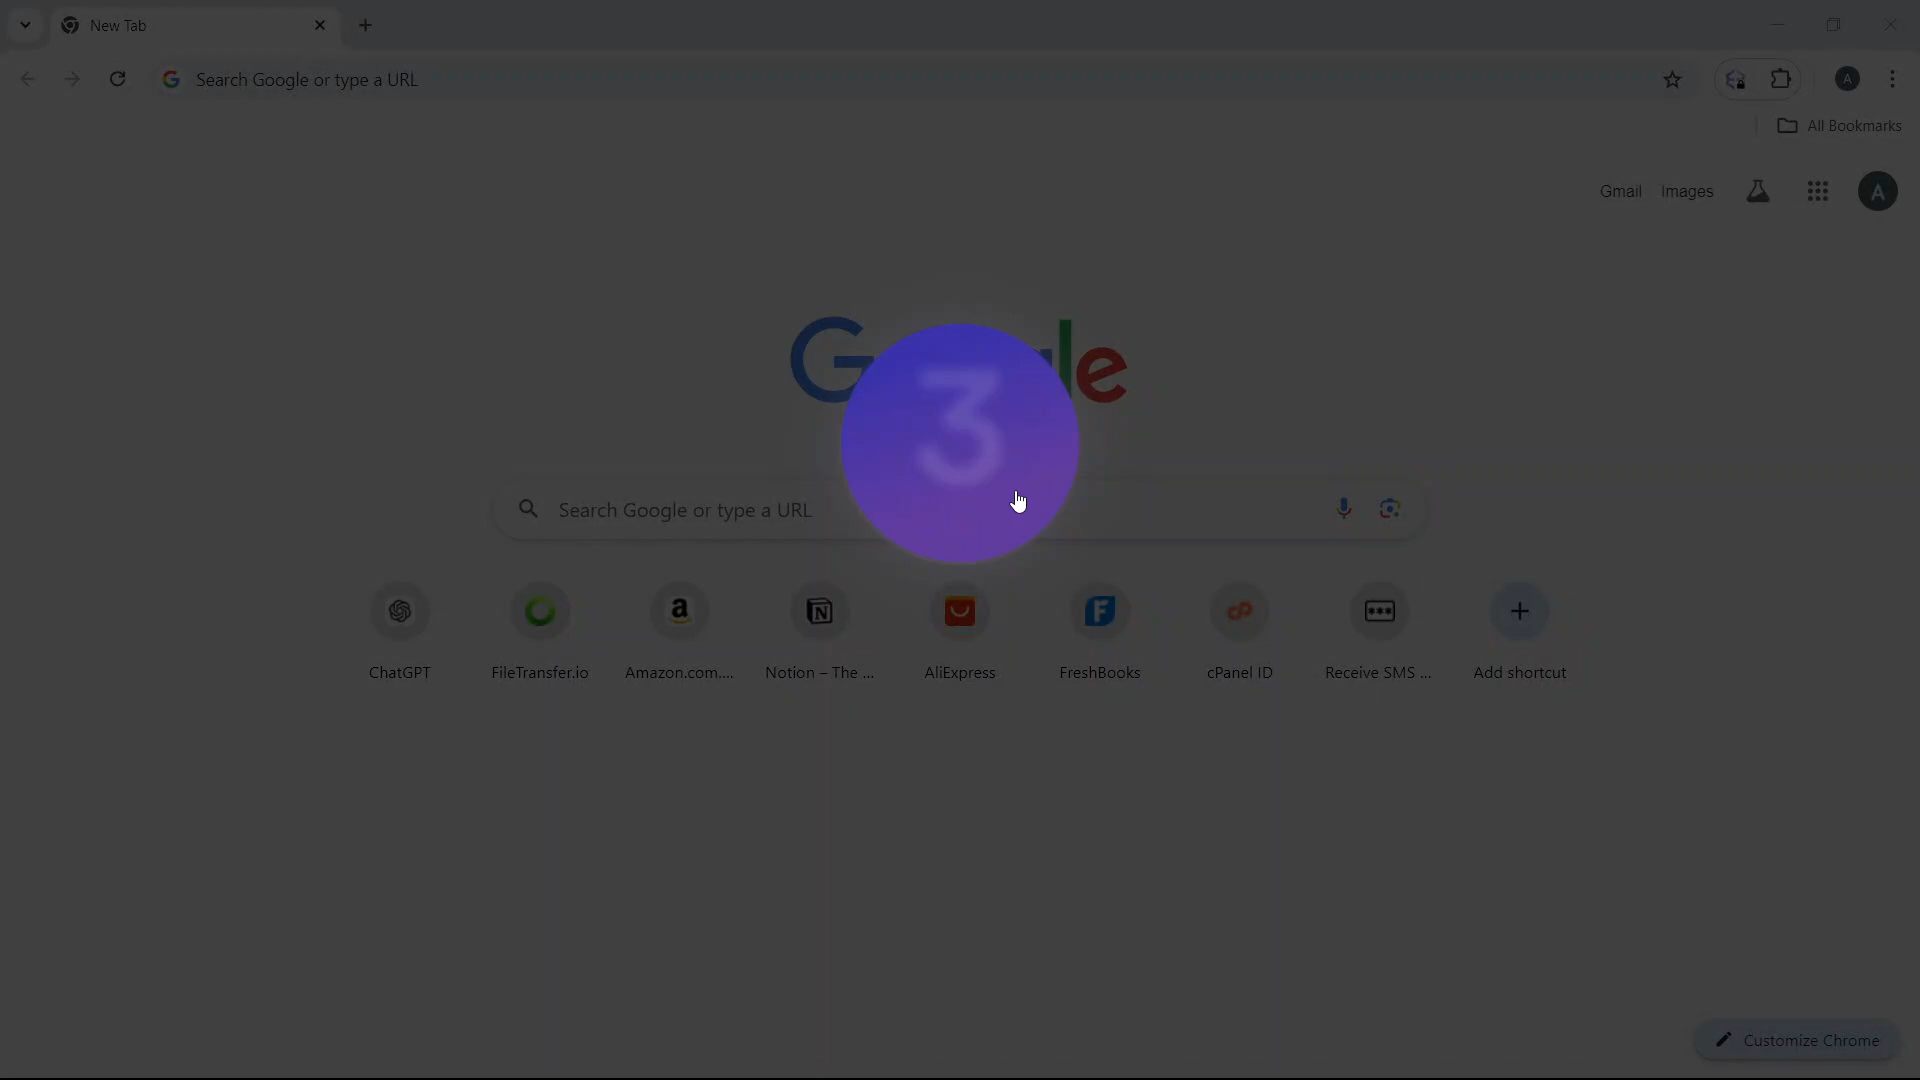 New Tab
Search Google or type a URL
All Bookmarks
Gmail
Images
A
A
G le
3
Search Google or type a URL
ChatGPT
FileTransfer.io
Amazon.com....
Notion – The ...
AliExpress
FreshBooks
cPanel ID
Receive SMS ...
Add shortcut
Customize Chrome